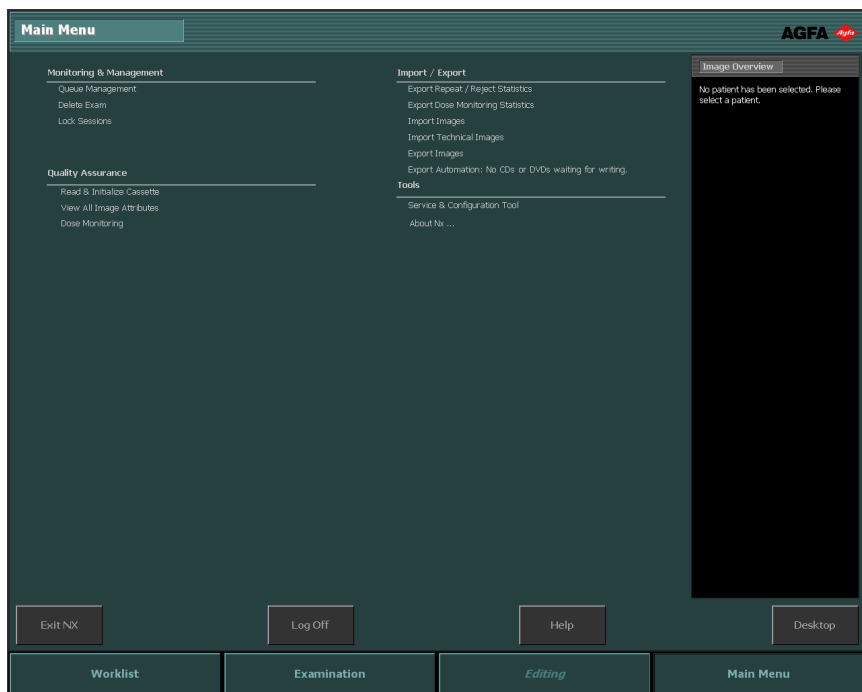 Main Menu
AGFA
Agfa
Monitoring & Management
Queue Management
Delete Exam
Lock Sessions
Quality Assurance
Read & Initialize Cassette
View All Image Attributes
Dose Monitoring
Import / Export
Export Repeat / Reject Statistics
Export Dose Monitoring Statistics
Import Images
Import Technical Images
Export Images
Export Automation: No CDs or DVDs waiting for writing.
Tools
Service & Configuration Tool
About Nx ...
Image Overview
No patient has been selected. Please
select a patient.
Exit NX
Log Off
Help
Desktop
Worklist
Examination
Editing
Main Menu